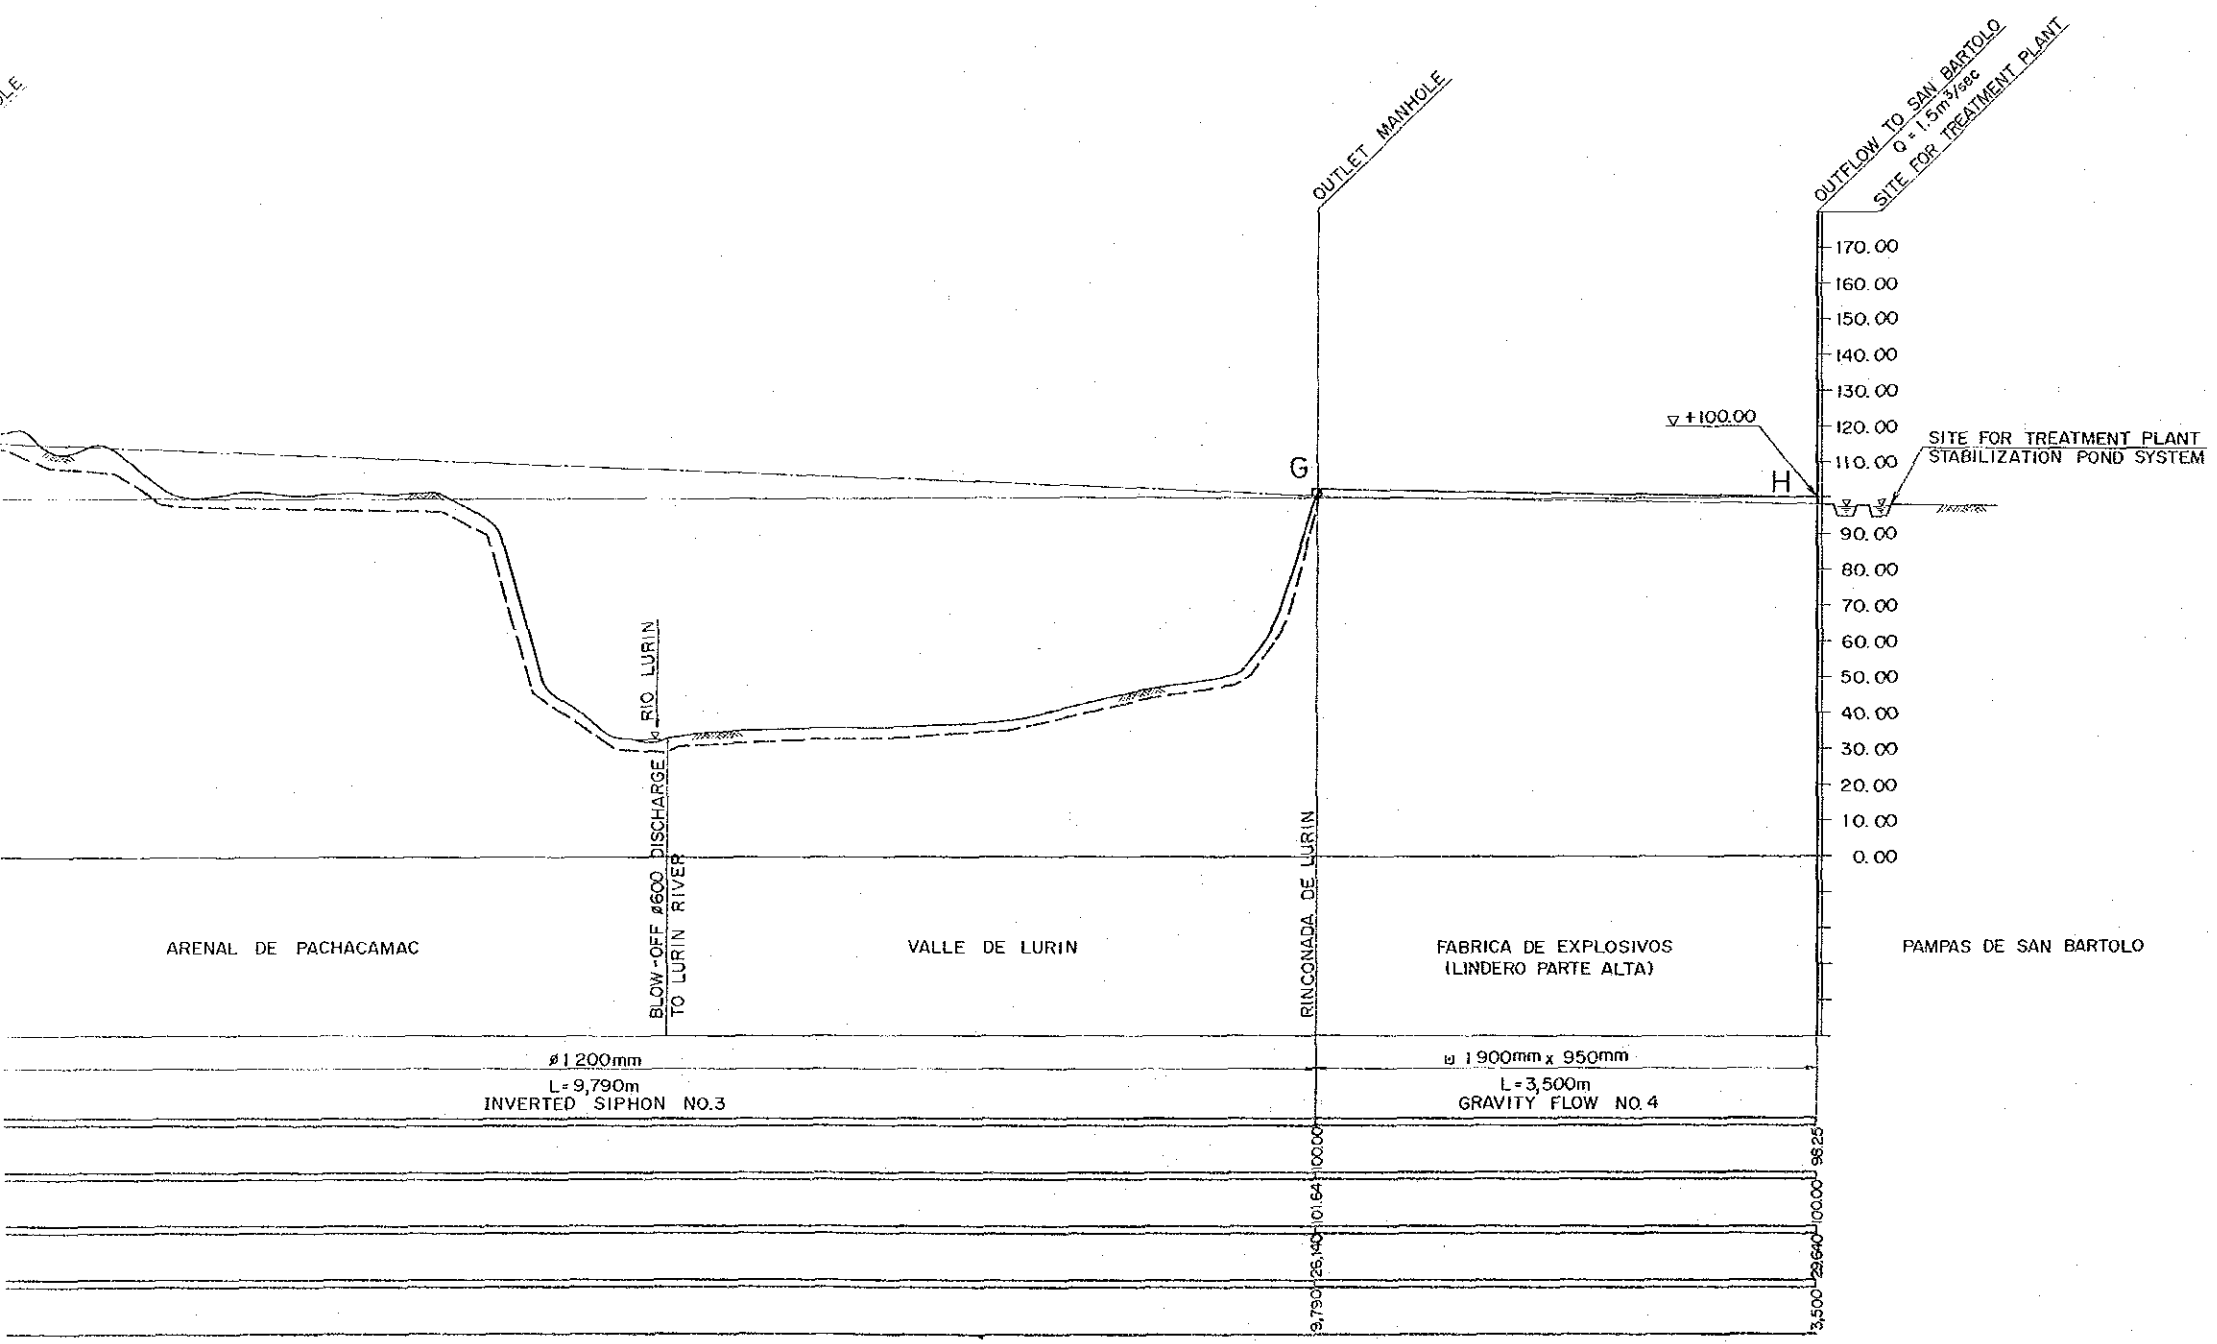 OUTLET MANHOLE
OUTFLOW TO SAN BARTOLO
Q = 1.5m³/sec
SITE FOR TREATMENT PLANT
170.00
160.00
150.00
140.00
130.00
120.00
110.00
90.00
80.00
70.00
60.00
50.00
40.00
30.00
20.00
10.00
0.00
▽ +100.00
SITE FOR TREATMENT PLANT
STABILIZATION POND SYSTEM
G
H
RIO LURIN
BLOW-OFF ø600 DISCHARGE
TO LURIN RIVER
RINCONADA DE LURIN
ARENAL DE PACHACAMAC
VALLE DE LURIN
FABRICA DE EXPLOSIVOS
(LINDERO PARTE ALTA)
PAMPAS DE SAN BARTOLO
ø1200mm
L=9,790m
INVERTED SIPHON NO.3
1900mm x 950mm
L=3,500m
GRAVITY FLOW NO.4
100.00
98.25
101.64
100.00
26,140
29,640
9,790
3,500